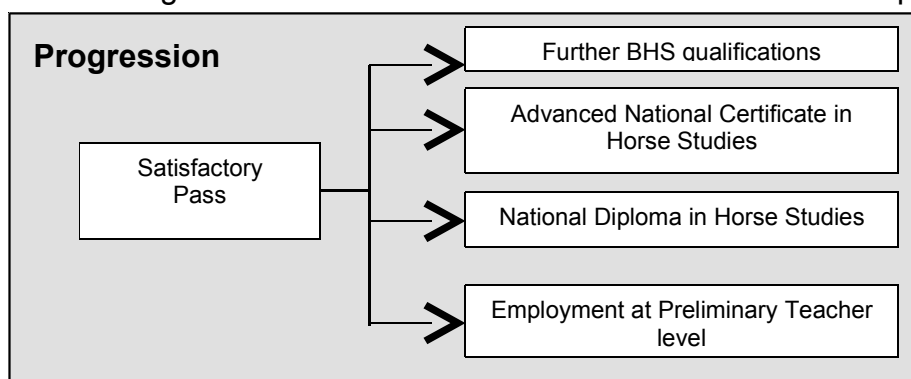 Progression
Further BHS qualifications
Advanced National Certificate in
Horse Studies
Satisfactory
Pass
National Diploma in Horse Studies
Employment at Preliminary Teacher
level